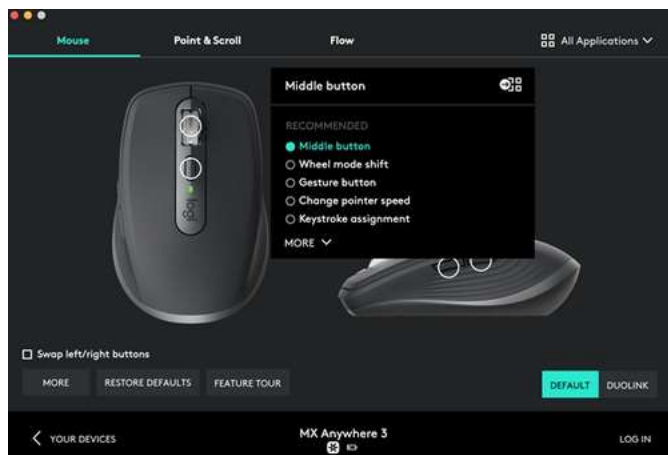 Mouse
Point & Scroll
Flow
All Applications
Middle button
RECOMMENDED
Middle button
Wheel mode shift
Gesture button
Change pointer speed
Keystroke assignment
MORE
logi
Swap left/right buttons
MORE
RESTORE DEFAULTS
FEATURE TOUR
DEFAULT
DUOLINK
YOUR DEVICES
MX Anywhere 3
LOG IN